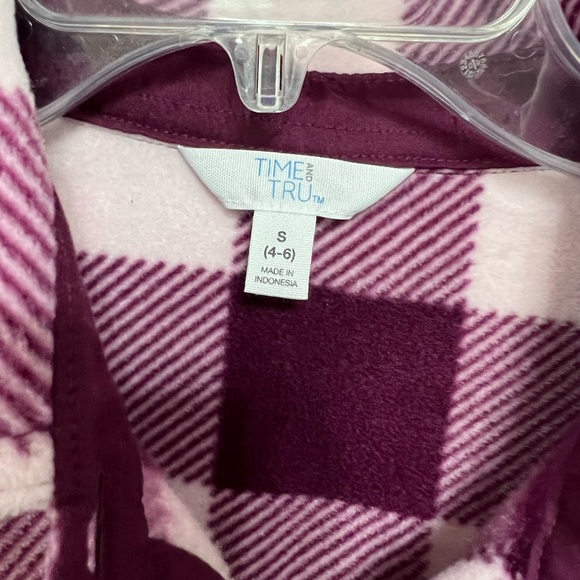 TIME AND
TRU™
S
(4-6)
MADE IN
INDONESIA